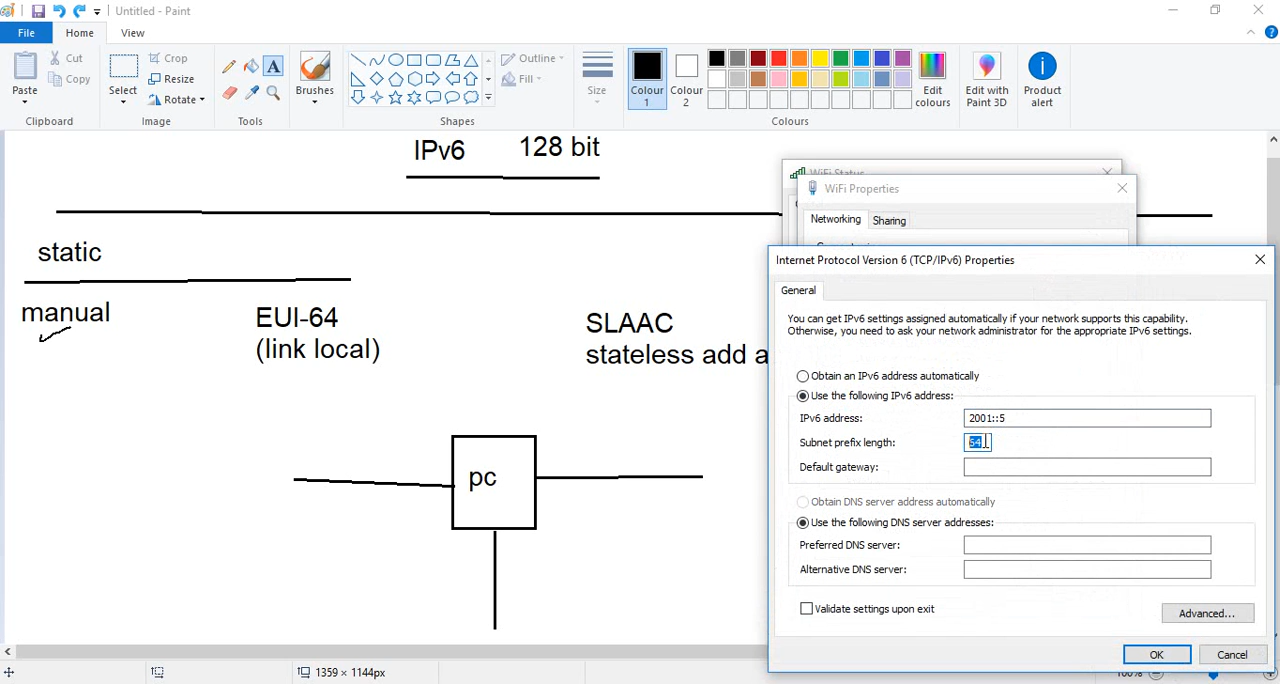 Untitled - Paint
File
Home
View
Paste
Cut
Copy
Clipboard
Select
Crop
Resize
Rotate
Image
A
Tools
Brushes
Outline
Fill
Shapes
Size
Colour
1
Colour
2
Edit
colours
Edit with
Paint 3D
Product
alert
Colours
IPv6
128 bit
static
manual
EUI-64
(link local)
SLAAC
stateless add a
pc
WiFi Status
WiFi Properties
Networking
Sharing
Internet Protocol Version 6 (TCP/IPv6) Properties
General
You can get IPv6 settings assigned automatically if your network supports this capability.
Otherwise, you need to ask your network administrator for the appropriate IPv6 settings.
Obtain an IPv6 address automatically
Use the following IPv6 address:
IPv6 address:
2001::5
Subnet prefix length:
64
Default gateway:
Obtain DNS server address automatically
Use the following DNS server addresses:
Preferred DNS server:
Alternative DNS server:
Validate settings upon exit
Advanced...
OK
Cancel
1359 × 1144px
100%